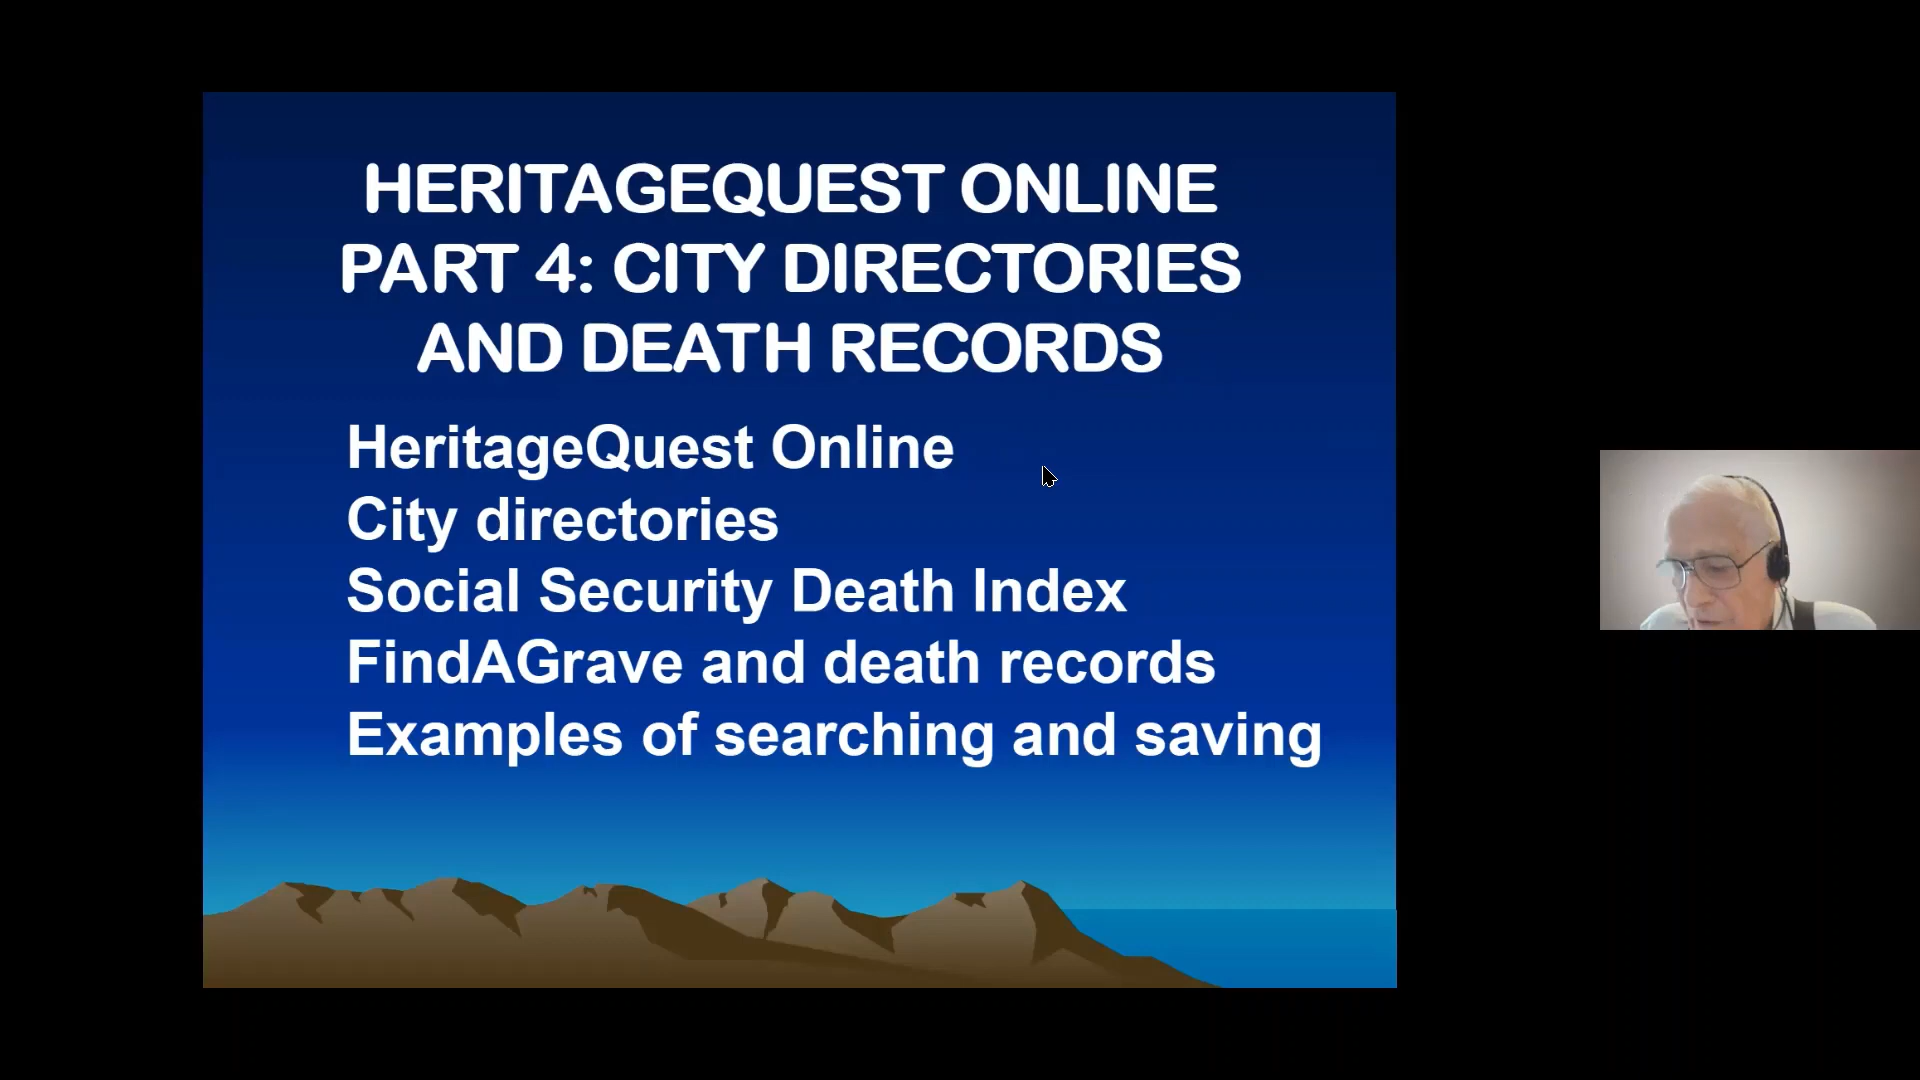 HERITAGEQUEST ONLINE
PART 4: CITY DIRECTORIES
AND DEATH RECORDS
HeritageQuest Online
City directories
Social Security Death Index
FindAGrave and death records
Examples of searching and saving